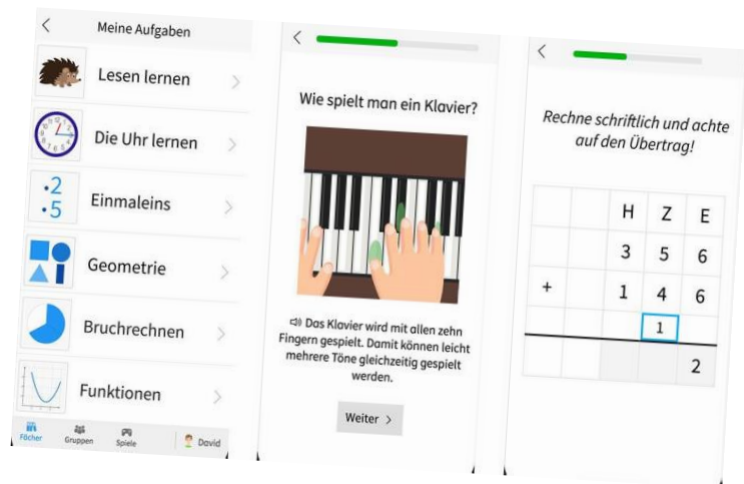 Meine Aufgaben
Lesen lernen
Die Uhr lernen
·2
·5
Einmaleins
Geometrie
Bruchrechnen
Funktionen
Fächer
Gruppen
Spiele
David
Wie spielt man ein Klavier?
Das Klavier wird mit allen zehn
Fingern gespielt. Damit können leicht
mehrere Töne gleichzeitig gespielt
werden.
Weiter >
Rechne schriftlich und achte
auf den Übertrag!
H Z E
3 5 6
+ 1 4 6
1
2